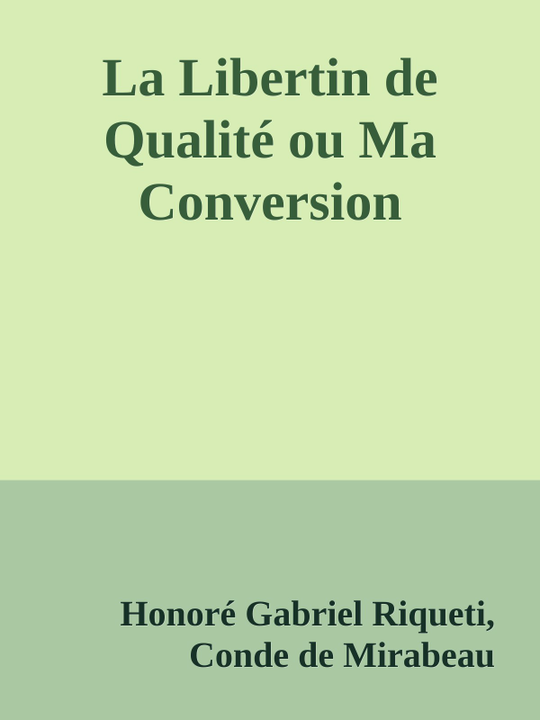 La Libertin de
Qualité ou Ma
Conversion
Honoré Gabriel Riqueti,
Conde de Mirabeau